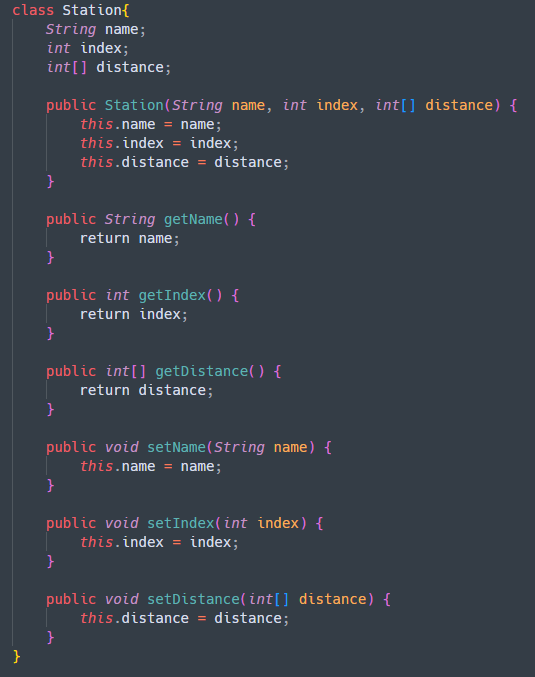 class Station{
    String name;
    int index;
    int[] distance;

    public Station(String name, int index, int[] distance) {
        this.name = name;
        this.index = index;
        this.distance = distance;
    }

    public String getName() {
        return name;
    }

    public int getIndex() {
        return index;
    }

    public int[] getDistance() {
        return distance;
    }

    public void setName(String name) {
        this.name = name;
    }

    public void setIndex(int index) {
        this.index = index;
    }

    public void setDistance(int[] distance) {
        this.distance = distance;
    }
}